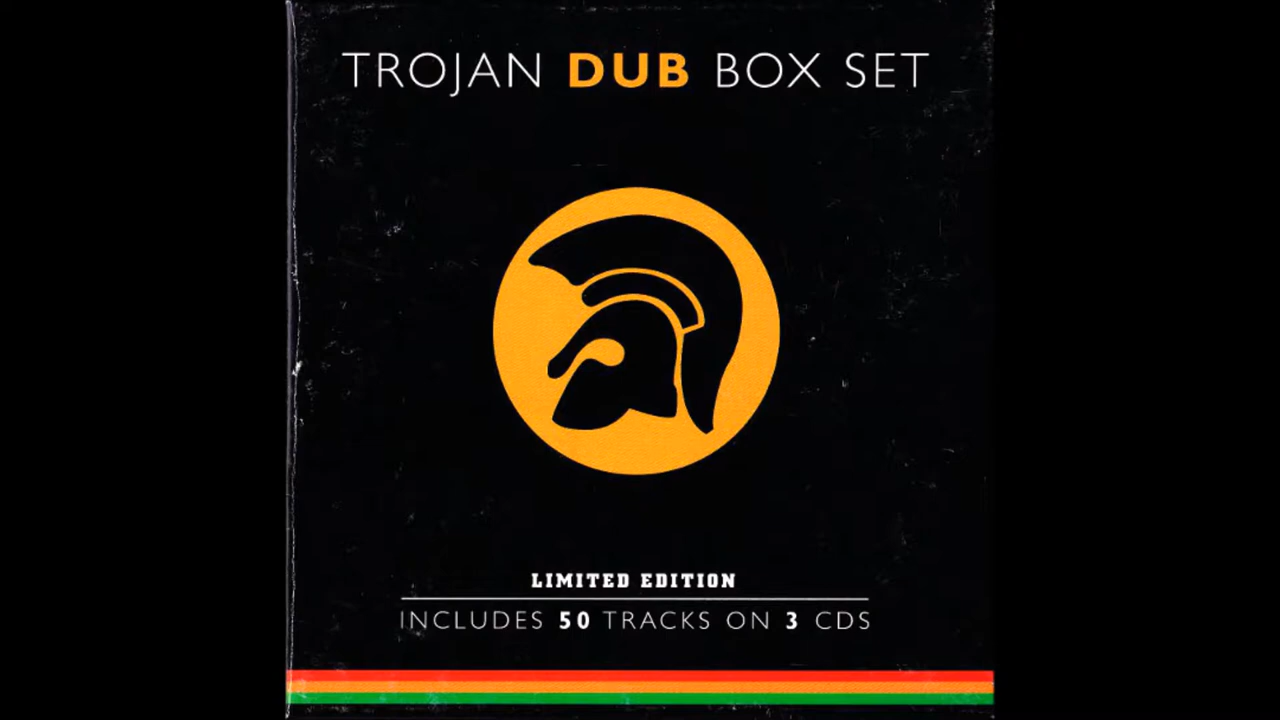 TROJAN DUB BOX SET
LIMITED EDITION
INCLUDES 50 TRACKS ON 3 CDS